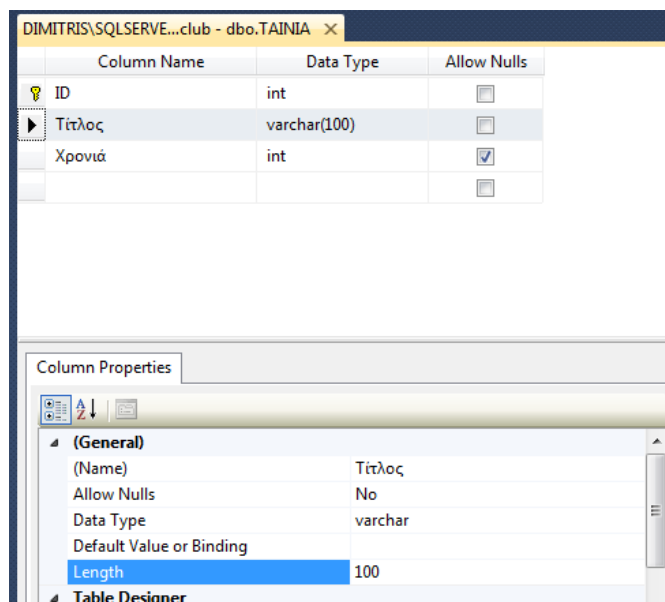 DIMITRIS\SQLSERVE...club - dbo.TAINIA
Column Name Data Type Allow Nulls
ID int
Τίτλος varchar(100)
Χρονιά int
Column Properties
(General)
(Name) Τίτλος
Allow Nulls No
Data Type varchar
Default Value or Binding
Length 100
Table Designer